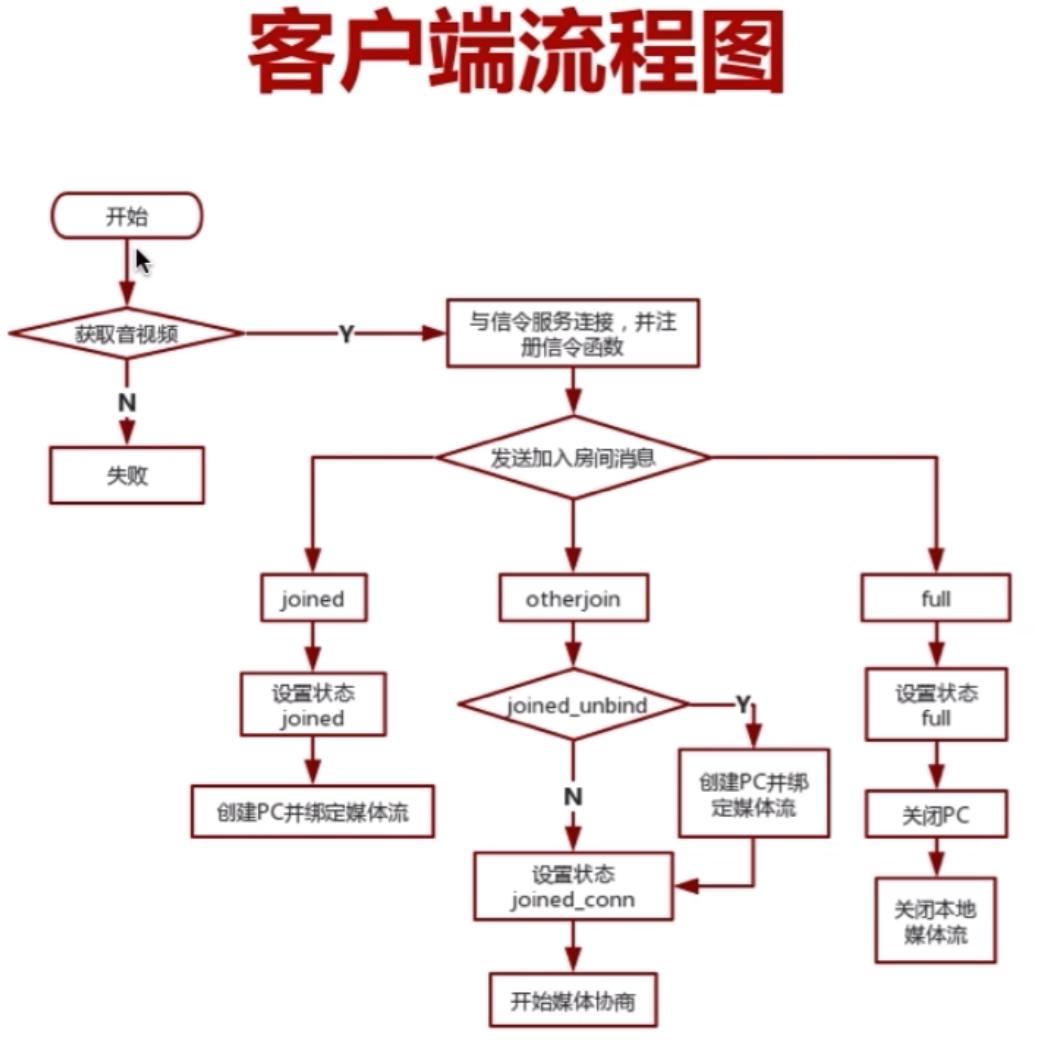 客户端流程图
开始
获取音视频
Y
与信令服务连接，并注
册信令函数
N
失败
发送加入房间消息
joined
otherjoin
full
设置状态
joined
joined_unbind
Y
设置状态
full
创建PC并绑定媒体流
N
创建PC并绑
定媒体流
关闭PC
设置状态
joined_conn
关闭本地
媒体流
开始媒体协商